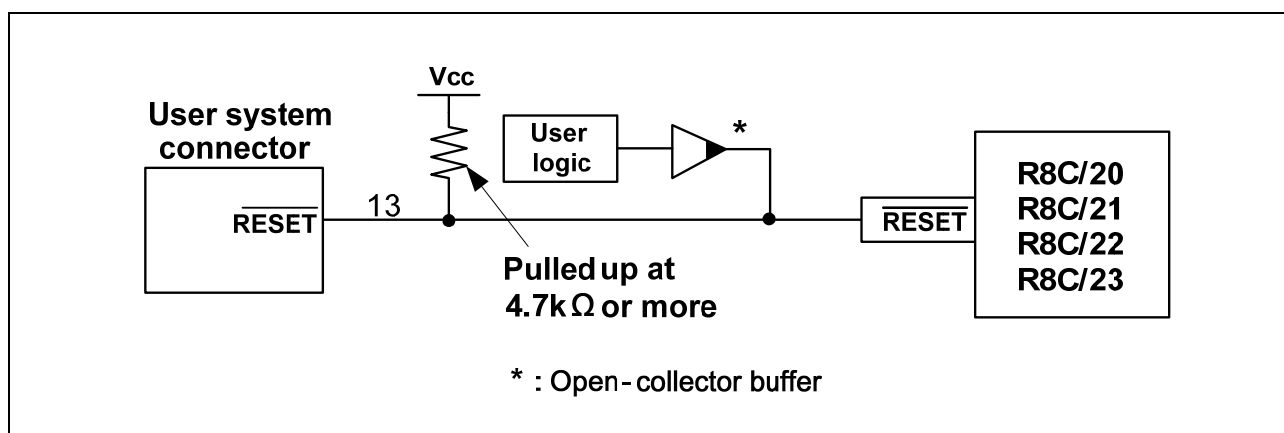 Vcc
User system
connector
User
logic
*
RESET
13
RESET
R8C/20
R8C/21
R8C/22
R8C/23
Pulled up at
4.7kΩ or more
* : Open-collector buffer